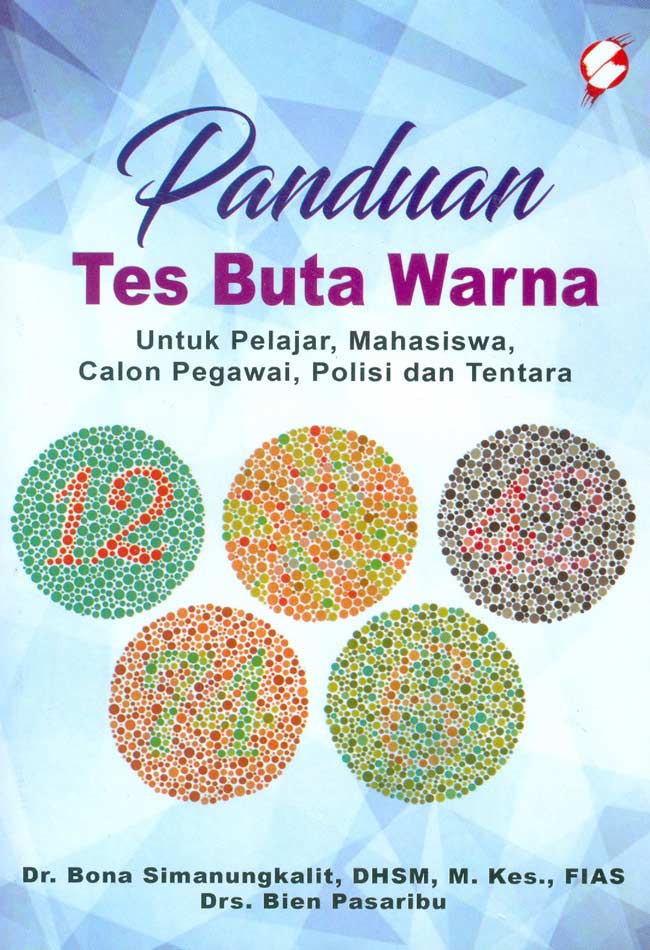 Panduan
Tes Buta Warna
Untuk Pelajar, Mahasiswa,
Calon Pegawai, Polisi dan Tentara
12
42
74
6
Dr. Bona Simanungkalit, DHSM, M. Kes., FIAS
Drs. Bien Pasaribu